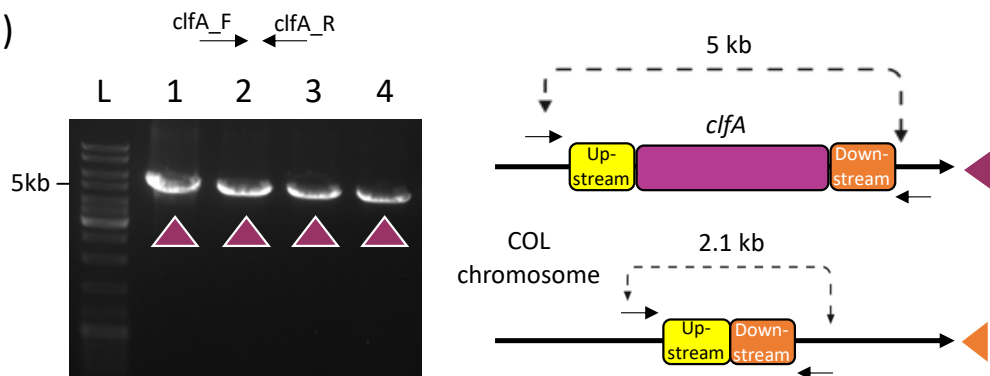 )
clfA_F
clfA_R
L 1 2 3 4
5kb
5 kb
clfA
Up-
stream
Down-
stream
COL
chromosome
2.1 kb
Up-
stream
Down-
stream